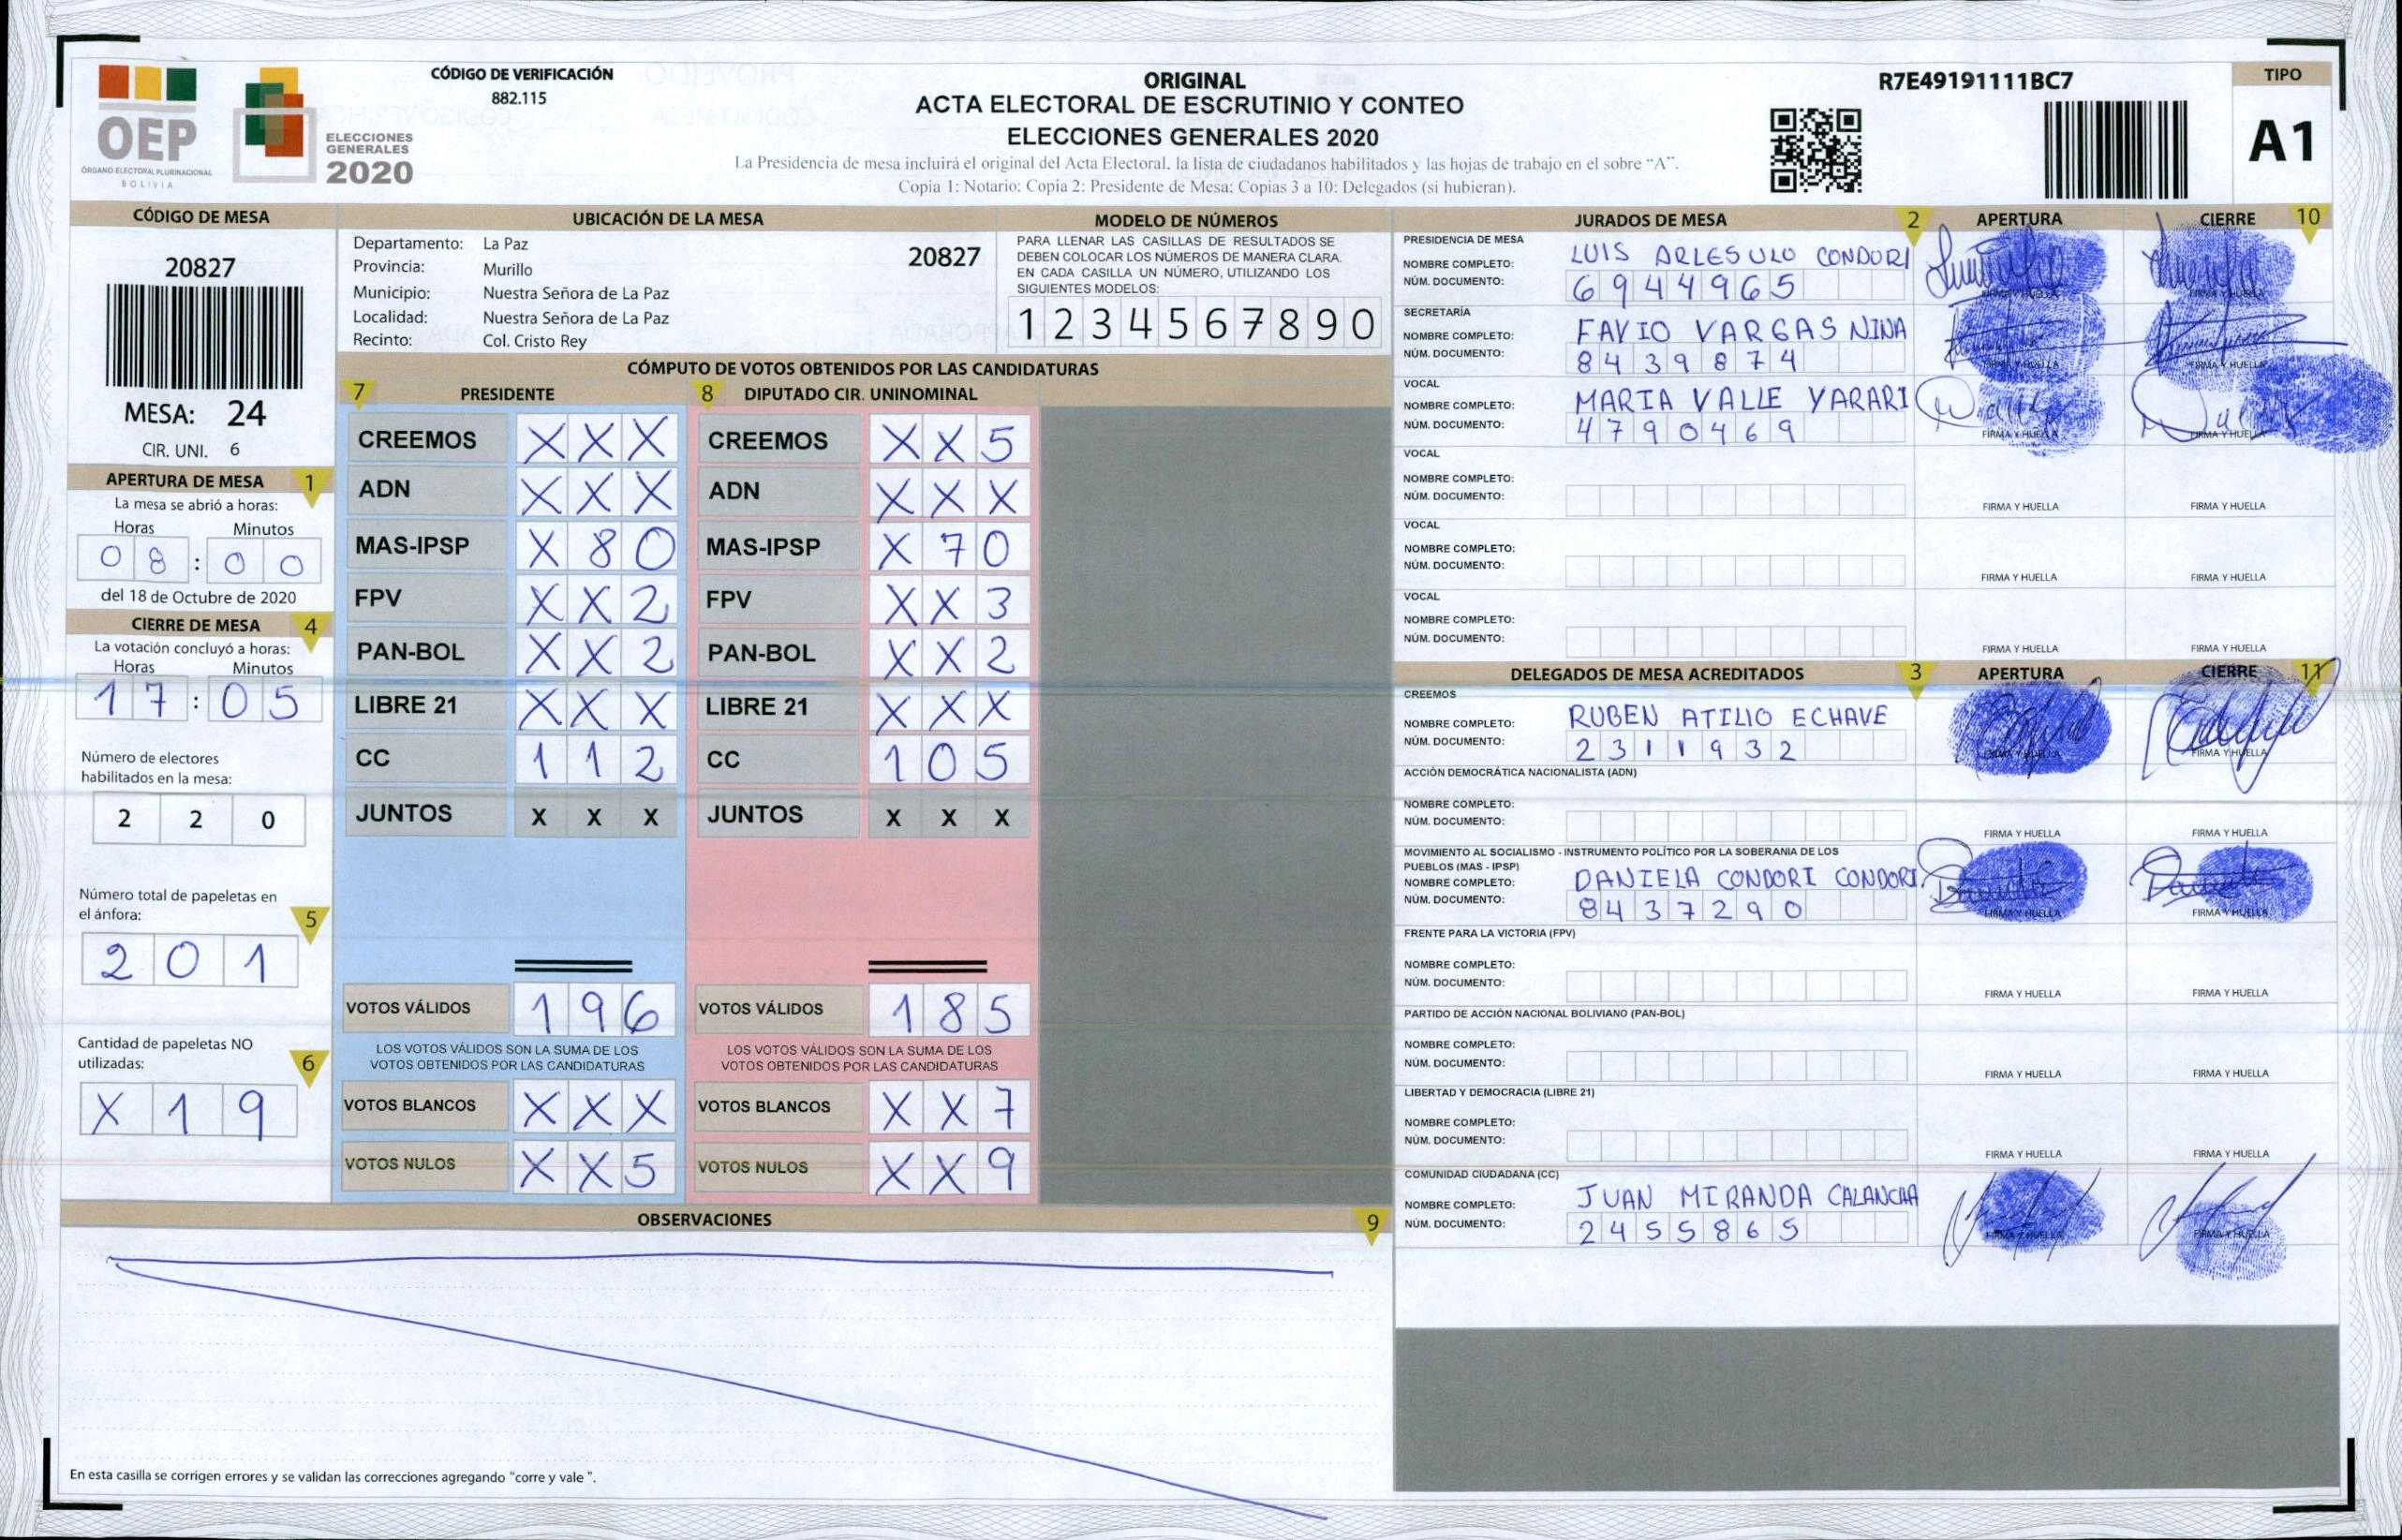 OEP
ÓRGANO ELECTORAL PLURINACIONAL
BOLIVIA
ELECCIONES
GENERALES
2020
CÓDIGO DE VERIFICACIÓN
882.115
ORIGINAL
ACTA ELECTORAL DE ESCRUTINIO Y CONTEO
ELECCIONES GENERALES 2020
La Presidencia de mesa incluirá el original del Acta Electoral, la lista de ciudadanos habilitados y las hojas de trabajo en el sobre “A”.
Copia 1: Notario; Copia 2: Presidente de Mesa; Copias 3 a 10: Delegados (si hubieran).
R7E49191111BC7
TIPO
A1
CÓDIGO DE MESA
20827
MESA: 24
CIR. UNI. 6
APERTURA DE MESA 1
La mesa se abrió a horas:
Horas Minutos
08:00
del 18 de Octubre de 2020
CIERRE DE MESA 4
La votación concluyó a horas:
Horas Minutos
17:05
Número de electores
habilitados en la mesa:
2 2 0
Número total de papeletas en
el ánfora: 5
2 0 1
Cantidad de papeletas NO
utilizadas: 6
X 1 9
UBICACIÓN DE LA MESA
Departamento: La Paz 20827
Provincia: Murillo
Municipio: Nuestra Señora de La Paz
Localidad: Nuestra Señora de La Paz
Recinto: Col. Cristo Rey
MODELO DE NÚMEROS
PARA LLENAR LAS CASILLAS DE RESULTADOS SE
DEBEN COLOCAR LOS NÚMEROS DE MANERA CLARA.
EN CADA CASILLA UN NÚMERO, UTILIZANDO LOS
SIGUIENTES MODELOS:
1 2 3 4 5 6 7 8 9 0
CÓMPUTO DE VOTOS OBTENIDOS POR LAS CANDIDATURAS
7 PRESIDENTE
CREEMOS X X X
ADN X X X
MAS-IPSP X 8 0
FPV X X 2
PAN-BOL X X 2
LIBRE 21 X X X
CC 1 1 2
JUNTOS X X X
VOTOS VÁLIDOS 1 9 6
LOS VOTOS VÁLIDOS SON LA SUMA DE LOS
VOTOS OBTENIDOS POR LAS CANDIDATURAS
VOTOS BLANCOS X X X
VOTOS NULOS X X 5
8 DIPUTADO CIR. UNINOMINAL
CREEMOS X X 5
ADN X X X
MAS-IPSP X 7 0
FPV X X 3
PAN-BOL X X 2
LIBRE 21 X X X
CC 1 0 5
JUNTOS X X X
VOTOS VÁLIDOS 1 8 5
LOS VOTOS VÁLIDOS SON LA SUMA DE LOS
VOTOS OBTENIDOS POR LAS CANDIDATURAS
VOTOS BLANCOS X X 7
VOTOS NULOS X X 9
OBSERVACIONES 9
En esta casilla se corrigen errores y se validan las correcciones agregando “corre y vale ”.
JURADOS DE MESA 2 APERTURA CIERRE 10
PRESIDENCIA DE MESA
NOMBRE COMPLETO: LUIS ARLESULO CONDORI
NÚM. DOCUMENTO: 6944965
FIRMA Y HUELLA FIRMA Y HUELLA
SECRETARÍA
NOMBRE COMPLETO: FAVIO VARGAS NINA
NÚM. DOCUMENTO: 8439874
FIRMA Y HUELLA FIRMA Y HUELLA
VOCAL
NOMBRE COMPLETO: MARIA VALLE YARARI
NÚM. DOCUMENTO: 4790469
FIRMA Y HUELLA FIRMA Y HUELLA
VOCAL
NOMBRE COMPLETO:
NÚM. DOCUMENTO:
FIRMA Y HUELLA FIRMA Y HUELLA
VOCAL
NOMBRE COMPLETO:
NÚM. DOCUMENTO:
FIRMA Y HUELLA FIRMA Y HUELLA
VOCAL
NOMBRE COMPLETO:
NÚM. DOCUMENTO:
FIRMA Y HUELLA FIRMA Y HUELLA
DELEGADOS DE MESA ACREDITADOS 3 APERTURA CIERRE 11
CREEMOS
NOMBRE COMPLETO: RUBEN ATILIO ECHAVE
NÚM. DOCUMENTO: 2311932
FIRMA Y HUELLA FIRMA Y HUELLA
ACCIÓN DEMOCRÁTICA NACIONALISTA (ADN)
NOMBRE COMPLETO:
NÚM. DOCUMENTO:
FIRMA Y HUELLA FIRMA Y HUELLA
MOVIMIENTO AL SOCIALISMO - INSTRUMENTO POLÍTICO POR LA SOBERANIA DE LOS
PUEBLOS (MAS - IPSP)
NOMBRE COMPLETO: DANIELA CONDORI CONDORI
NÚM. DOCUMENTO: 8437290
FIRMA Y HUELLA FIRMA Y HUELLA
FRENTE PARA LA VICTORIA (FPV)
NOMBRE COMPLETO:
NÚM. DOCUMENTO:
FIRMA Y HUELLA FIRMA Y HUELLA
PARTIDO DE ACCIÓN NACIONAL BOLIVIANO (PAN-BOL)
NOMBRE COMPLETO:
NÚM. DOCUMENTO:
FIRMA Y HUELLA FIRMA Y HUELLA
LIBERTAD Y DEMOCRACIA (LIBRE 21)
NOMBRE COMPLETO:
NÚM. DOCUMENTO:
FIRMA Y HUELLA FIRMA Y HUELLA
COMUNIDAD CIUDADANA (CC)
NOMBRE COMPLETO: JUAN MIRANDA CALANCHA
NÚM. DOCUMENTO: 2455865
FIRMA Y HUELLA FIRMA Y HUELLA